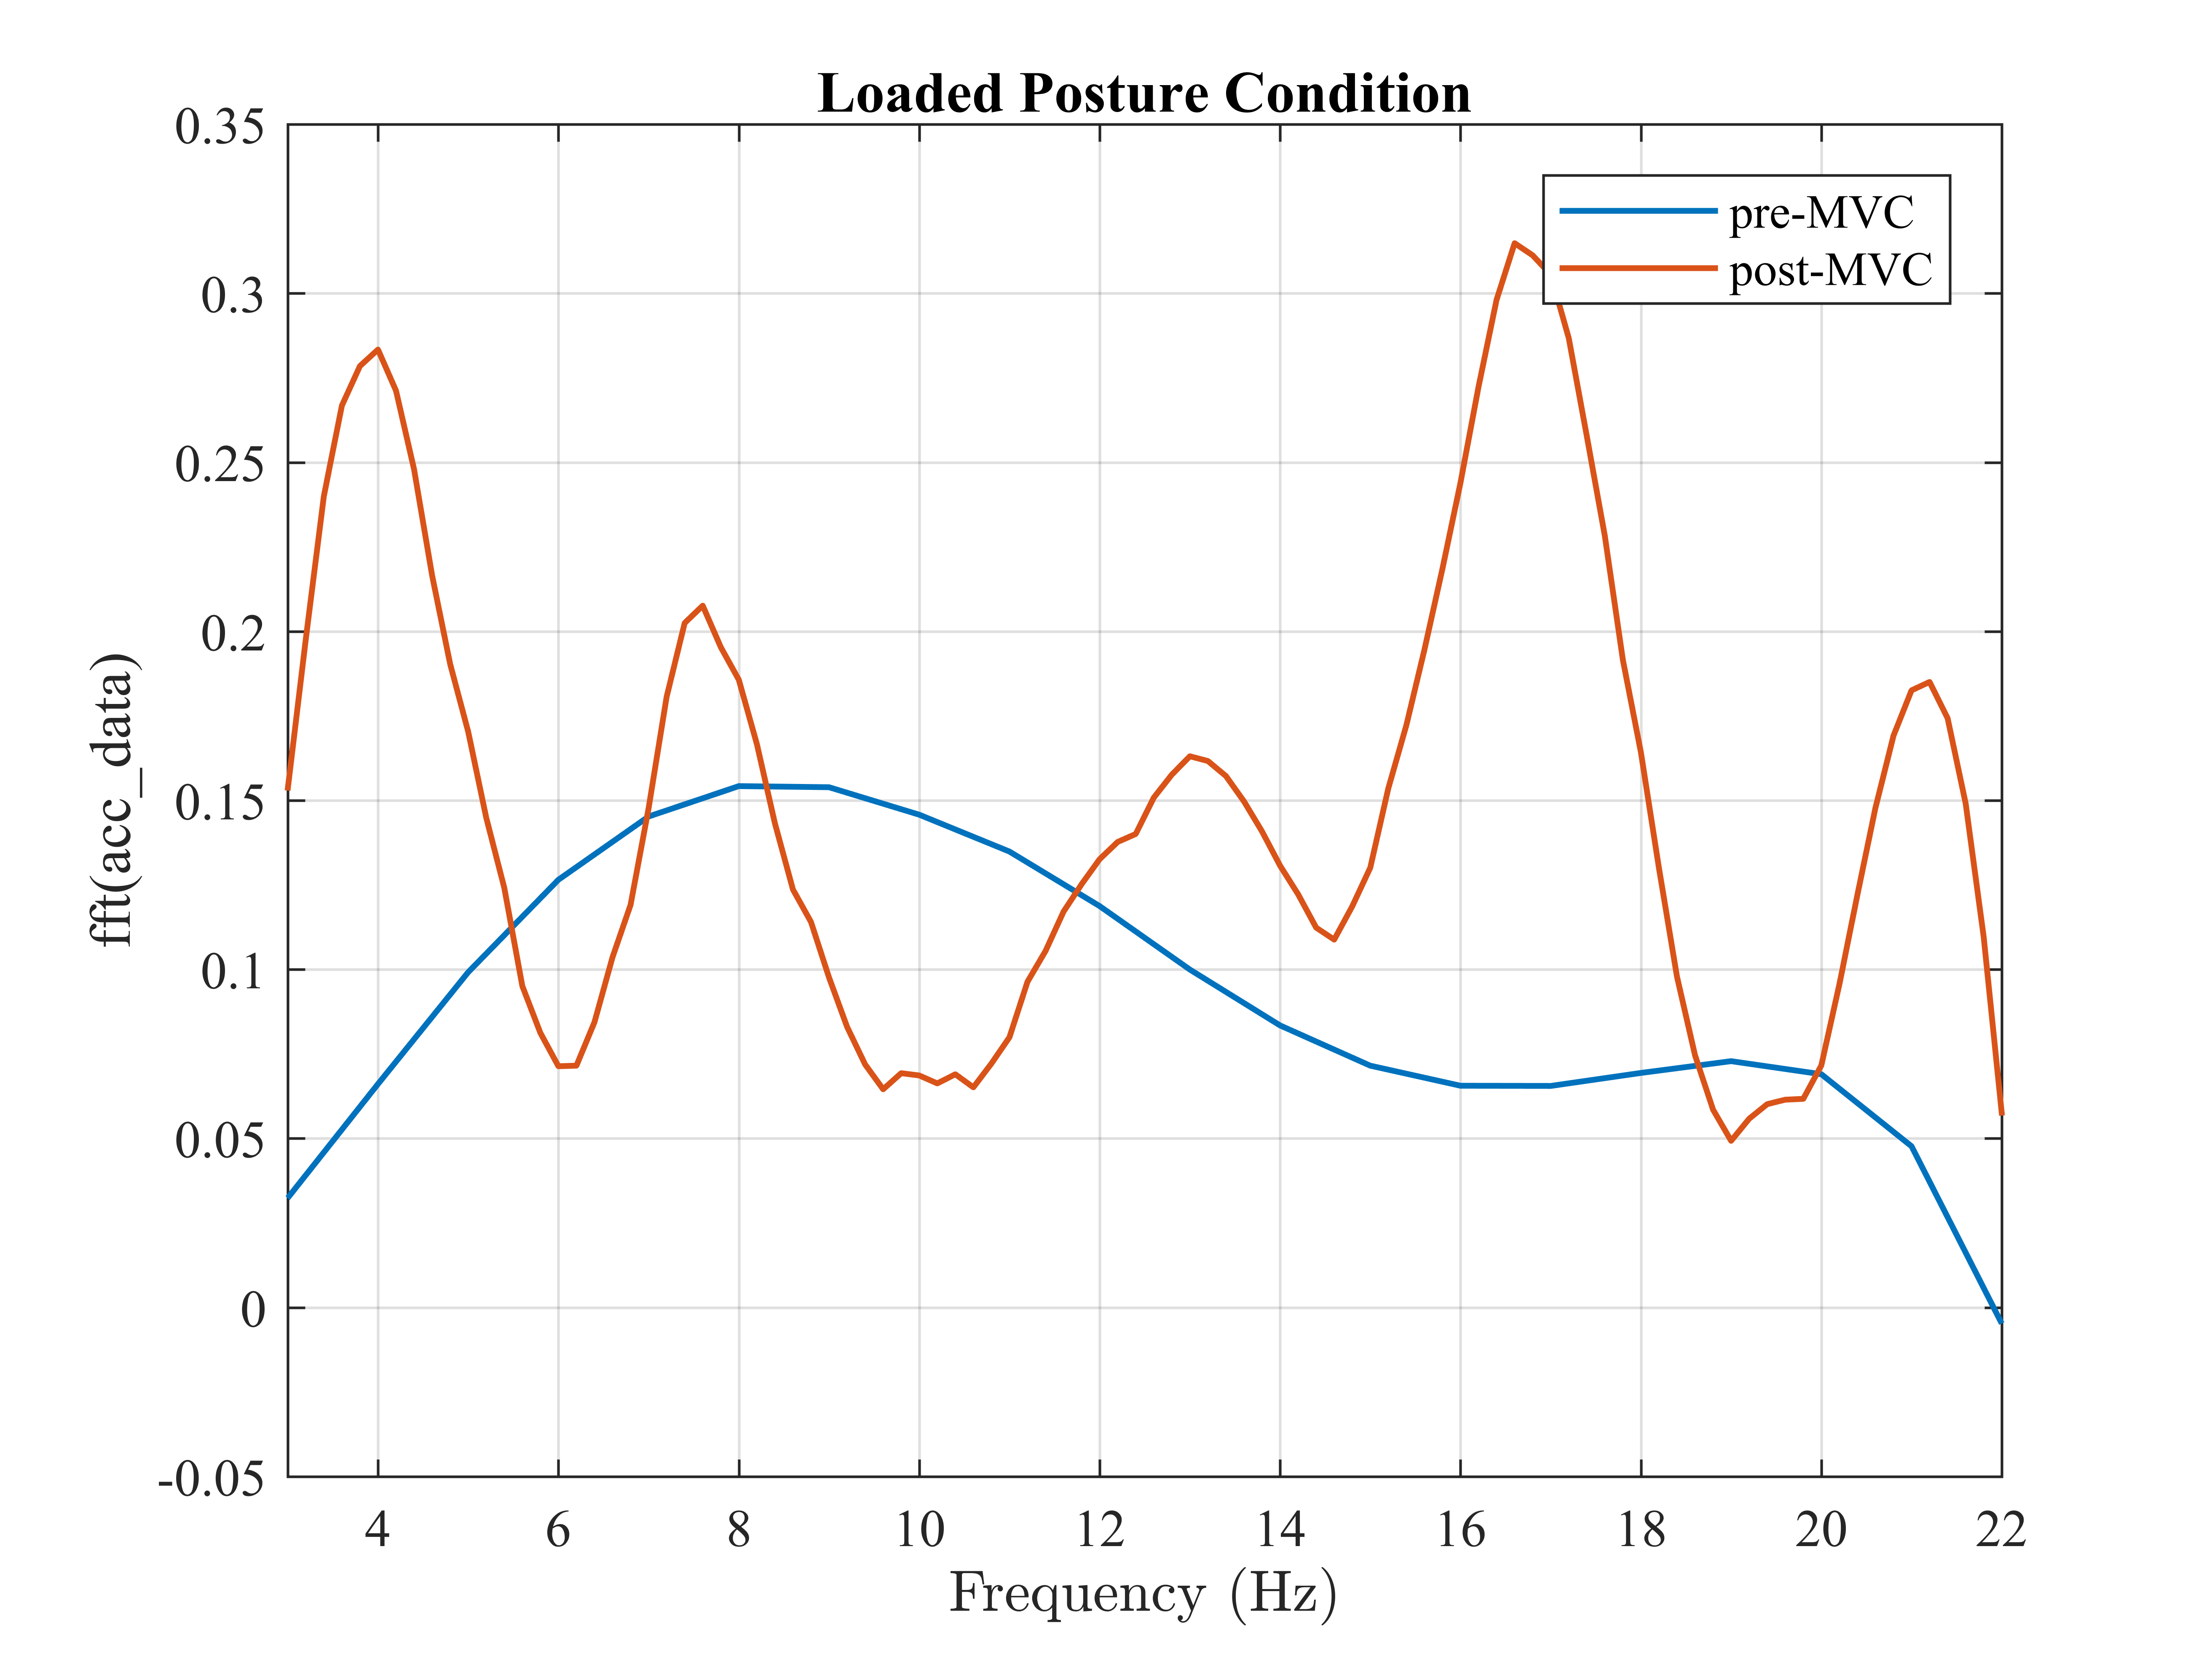 Loaded Posture Condition
0.35
0.3
0.25
0.2
0.15
0.1
0.05
0
-0.05
fft(acc_data)
pre-MVC
post-MVC
4 6 8 10 12 14 16 18 20 22
Frequency (Hz)